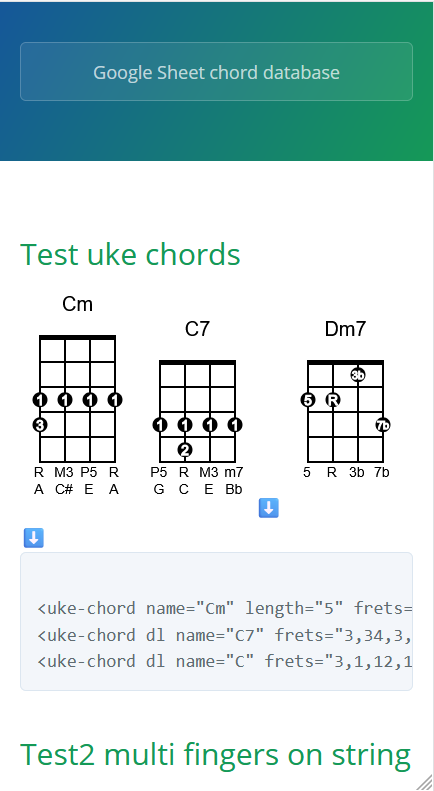 Google Sheet chord database
Test uke chords
Cm
1 1 1 1
3
R M3 P5 R
A C# E A
C7
1 1 1 1
2
P5 R M3 m7
G C E Bb
Dm7
3b
5 R
7b
5 R 3b 7b
<uke-chord name="Cm" length="5" frets=
<uke-chord dl name="C7" frets="3,34,3,
<uke-chord dl name="C" frets="3,1,12,1
Test2 multi fingers on string